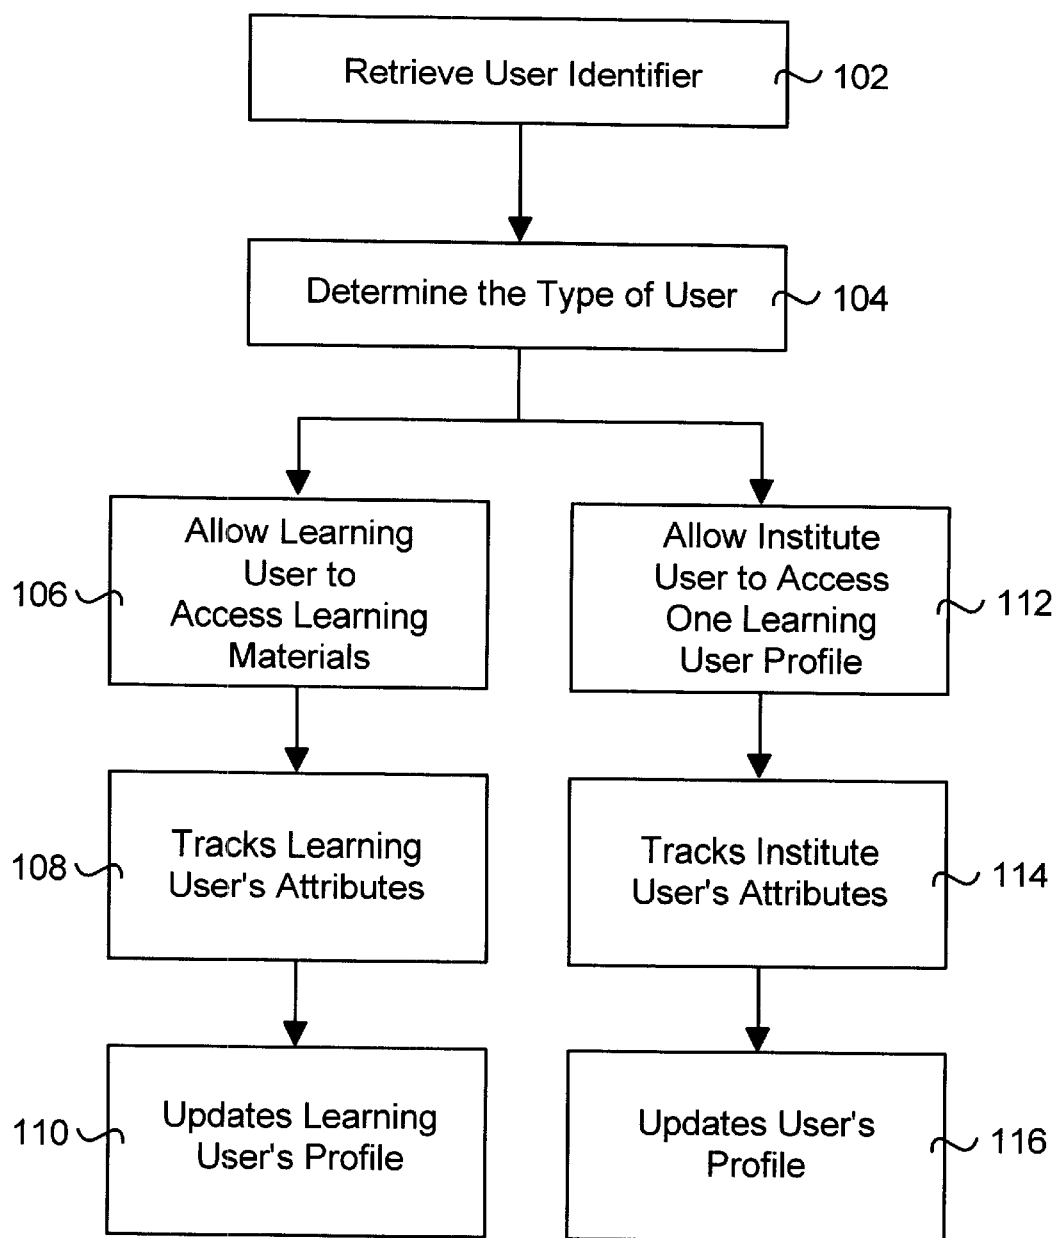 Retrieve User Identifier
102
Determine the Type of User
104
Allow Learning
User to
Access Learning
Materials
106
Allow Institute
User to Access
One Learning
User Profile
112
Tracks Learning
User's Attributes
108
Tracks Institute
User's Attributes
114
Updates Learning
User's Profile
110
Updates User's
Profile
116